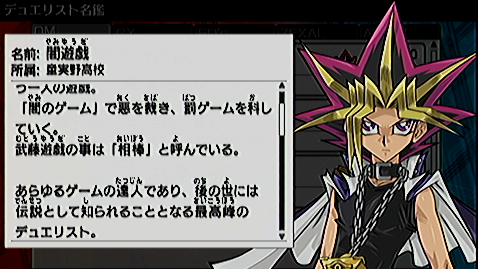 デュエリスト名鑑
名前: 闇遊戯
所属: 童実野高校
う一人の遊戯。
「闇のゲーム」で悪を裁き、罰ゲームを科し
ていく。
武藤遊戯の事は「相棒」と呼んでいる。
あらゆるゲームの達人であり、後の世には
伝説として知られることとなる最高峰の
デュエリスト。